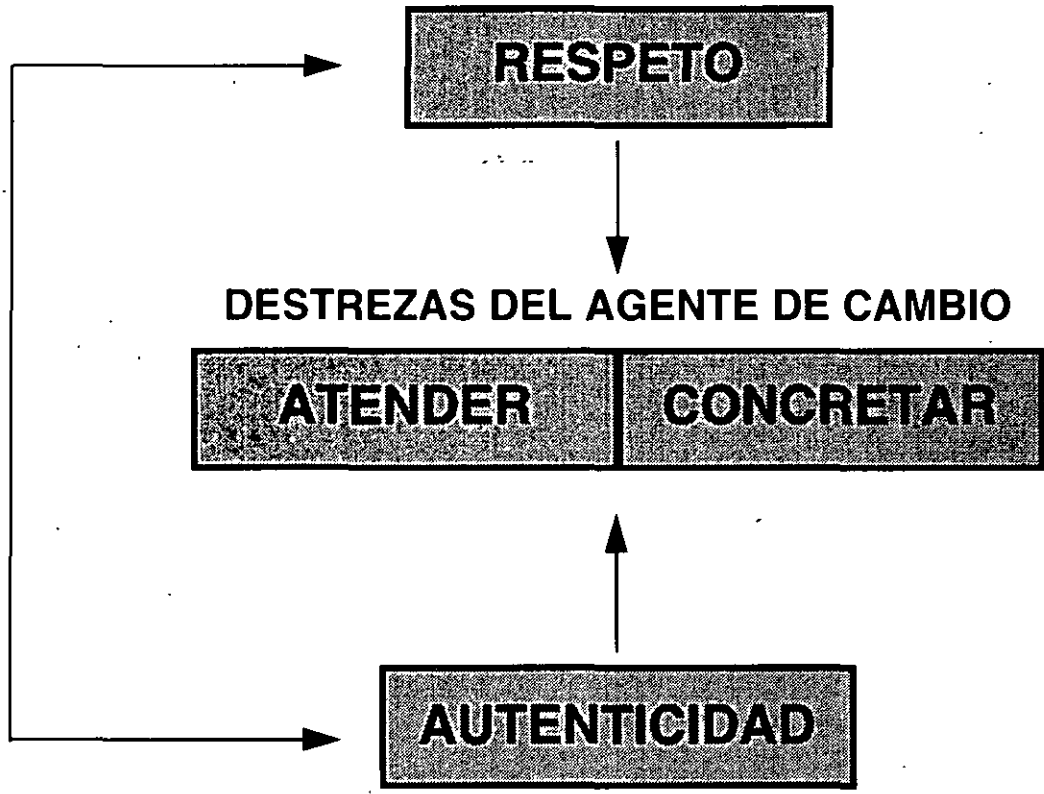 RESPETO
DESTREZAS DEL AGENTE DE CAMBIO
ATENDER CONCRETAR
AUTENTICIDAD